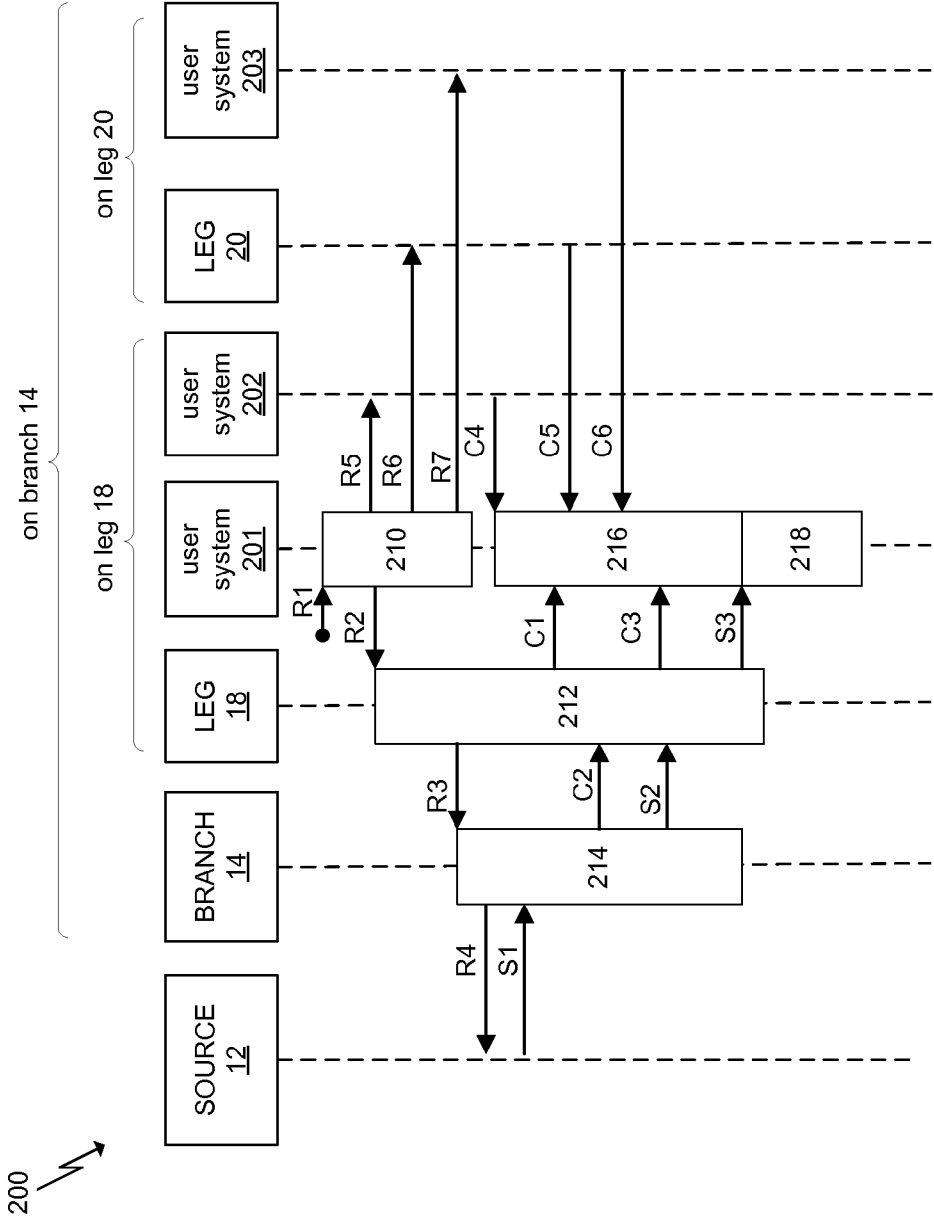 200
on branch 14
on leg 18
on leg 20
SOURCE
12
BRANCH
14
LEG
18
user
system
201
user
system
202
LEG
20
user
system
203
R1
R2
R5
R6
R7
210
R3
R4
S1
C4
C1
C5
C2
C6
C3
S2
S3
212
214
216
218